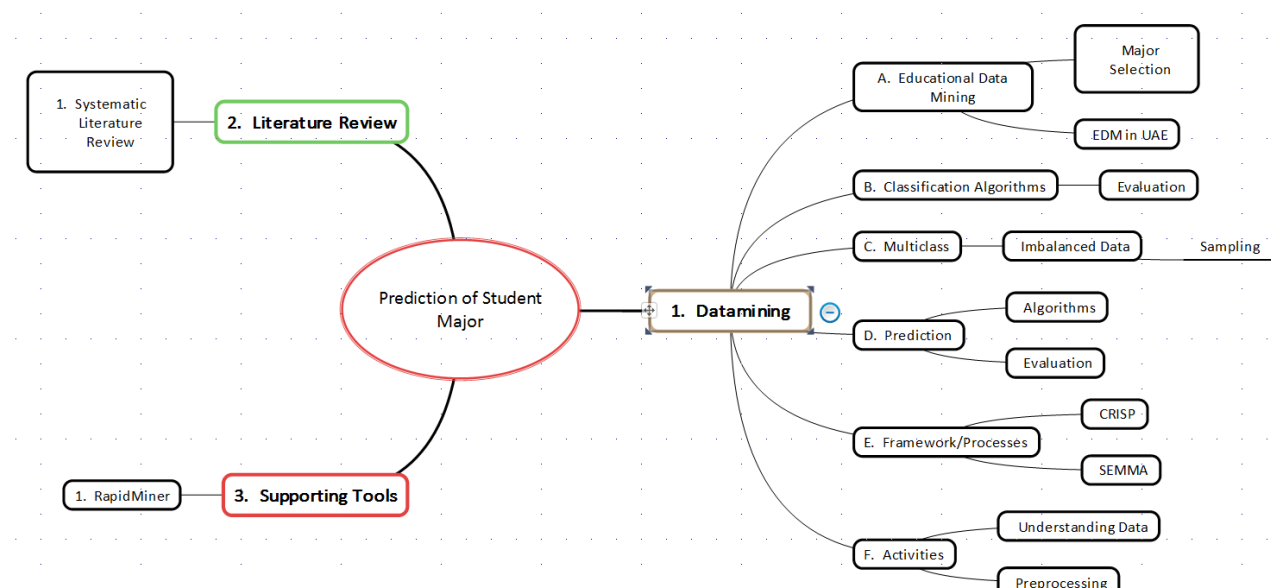 Major
Selection
A. Educational Data
Mining
EDM in UAE
1. Systematic
Literature
Review
2. Literature Review
B. Classification Algorithms
Evaluation
C. Multiclass
Imbalanced Data
Sampling
Prediction of Student
Major
1. Datamining
Algorithms
D. Prediction
Evaluation
CRISP
E. Framework/Processes
SEMMA
1. RapidMiner
3. Supporting Tools
Understanding Data
F. Activities
Preprocessing